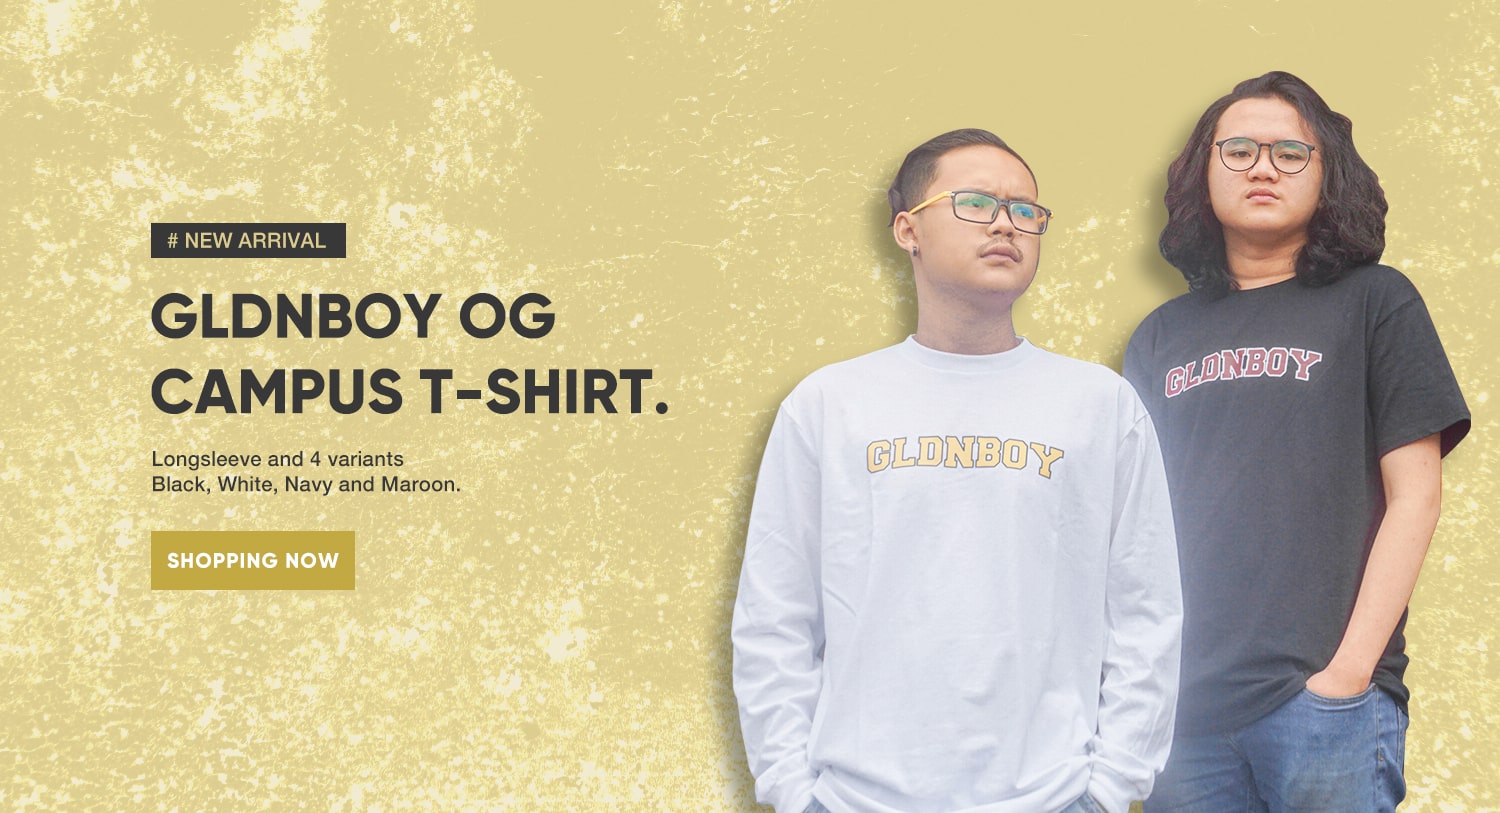 # NEW ARRIVAL
GLDNBOY OG
CAMPUS T-SHIRT.
Longsleeve and 4 variants
Black, White, Navy and Maroon.
SHOPPING NOW
GLDNBOY
GLDNBOY